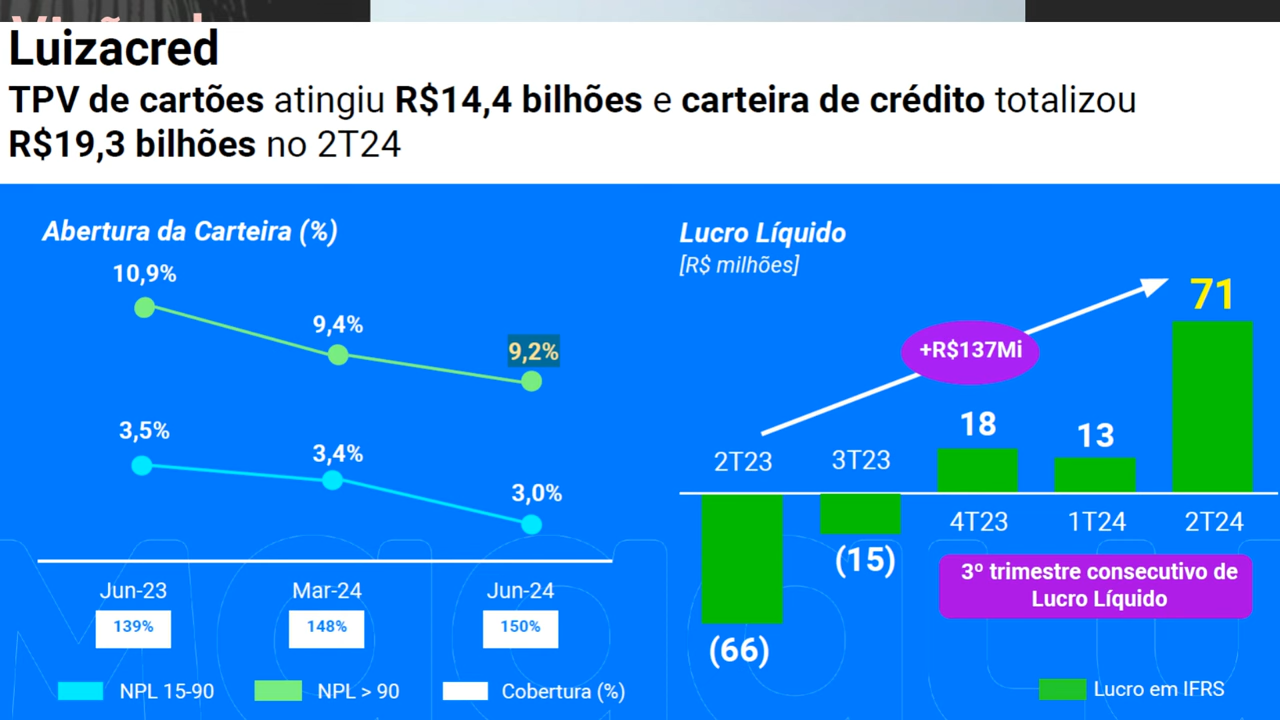 Luizacred
TPV de cartões atingiu R$14,4 bilhões e carteira de crédito totalizou
R$19,3 bilhões no 2T24
Abertura da Carteira (%)
10,9%
9,4%
9,2%
3,5%
3,4%
3,0%
Jun-23
Mar-24
Jun-24
139%
148%
150%
NPL 15-90
NPL > 90
Cobertura (%)
Lucro Líquido
[R$ milhões]
71
+R$137Mi
18
13
2T23
3T23
4T23
1T24
2T24
(15)
(66)
3º trimestre consecutivo de
Lucro Líquido
Lucro em IFRS